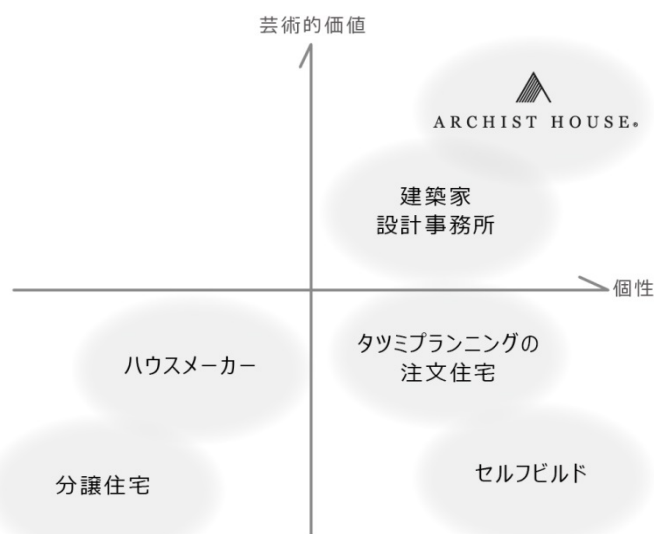 芸術的価値
ARCHIST HOUSE®
建築家
設計事務所
個性
ハウスメーカー
タツミプランニングの
注文住宅
分譲住宅
セルフビルド